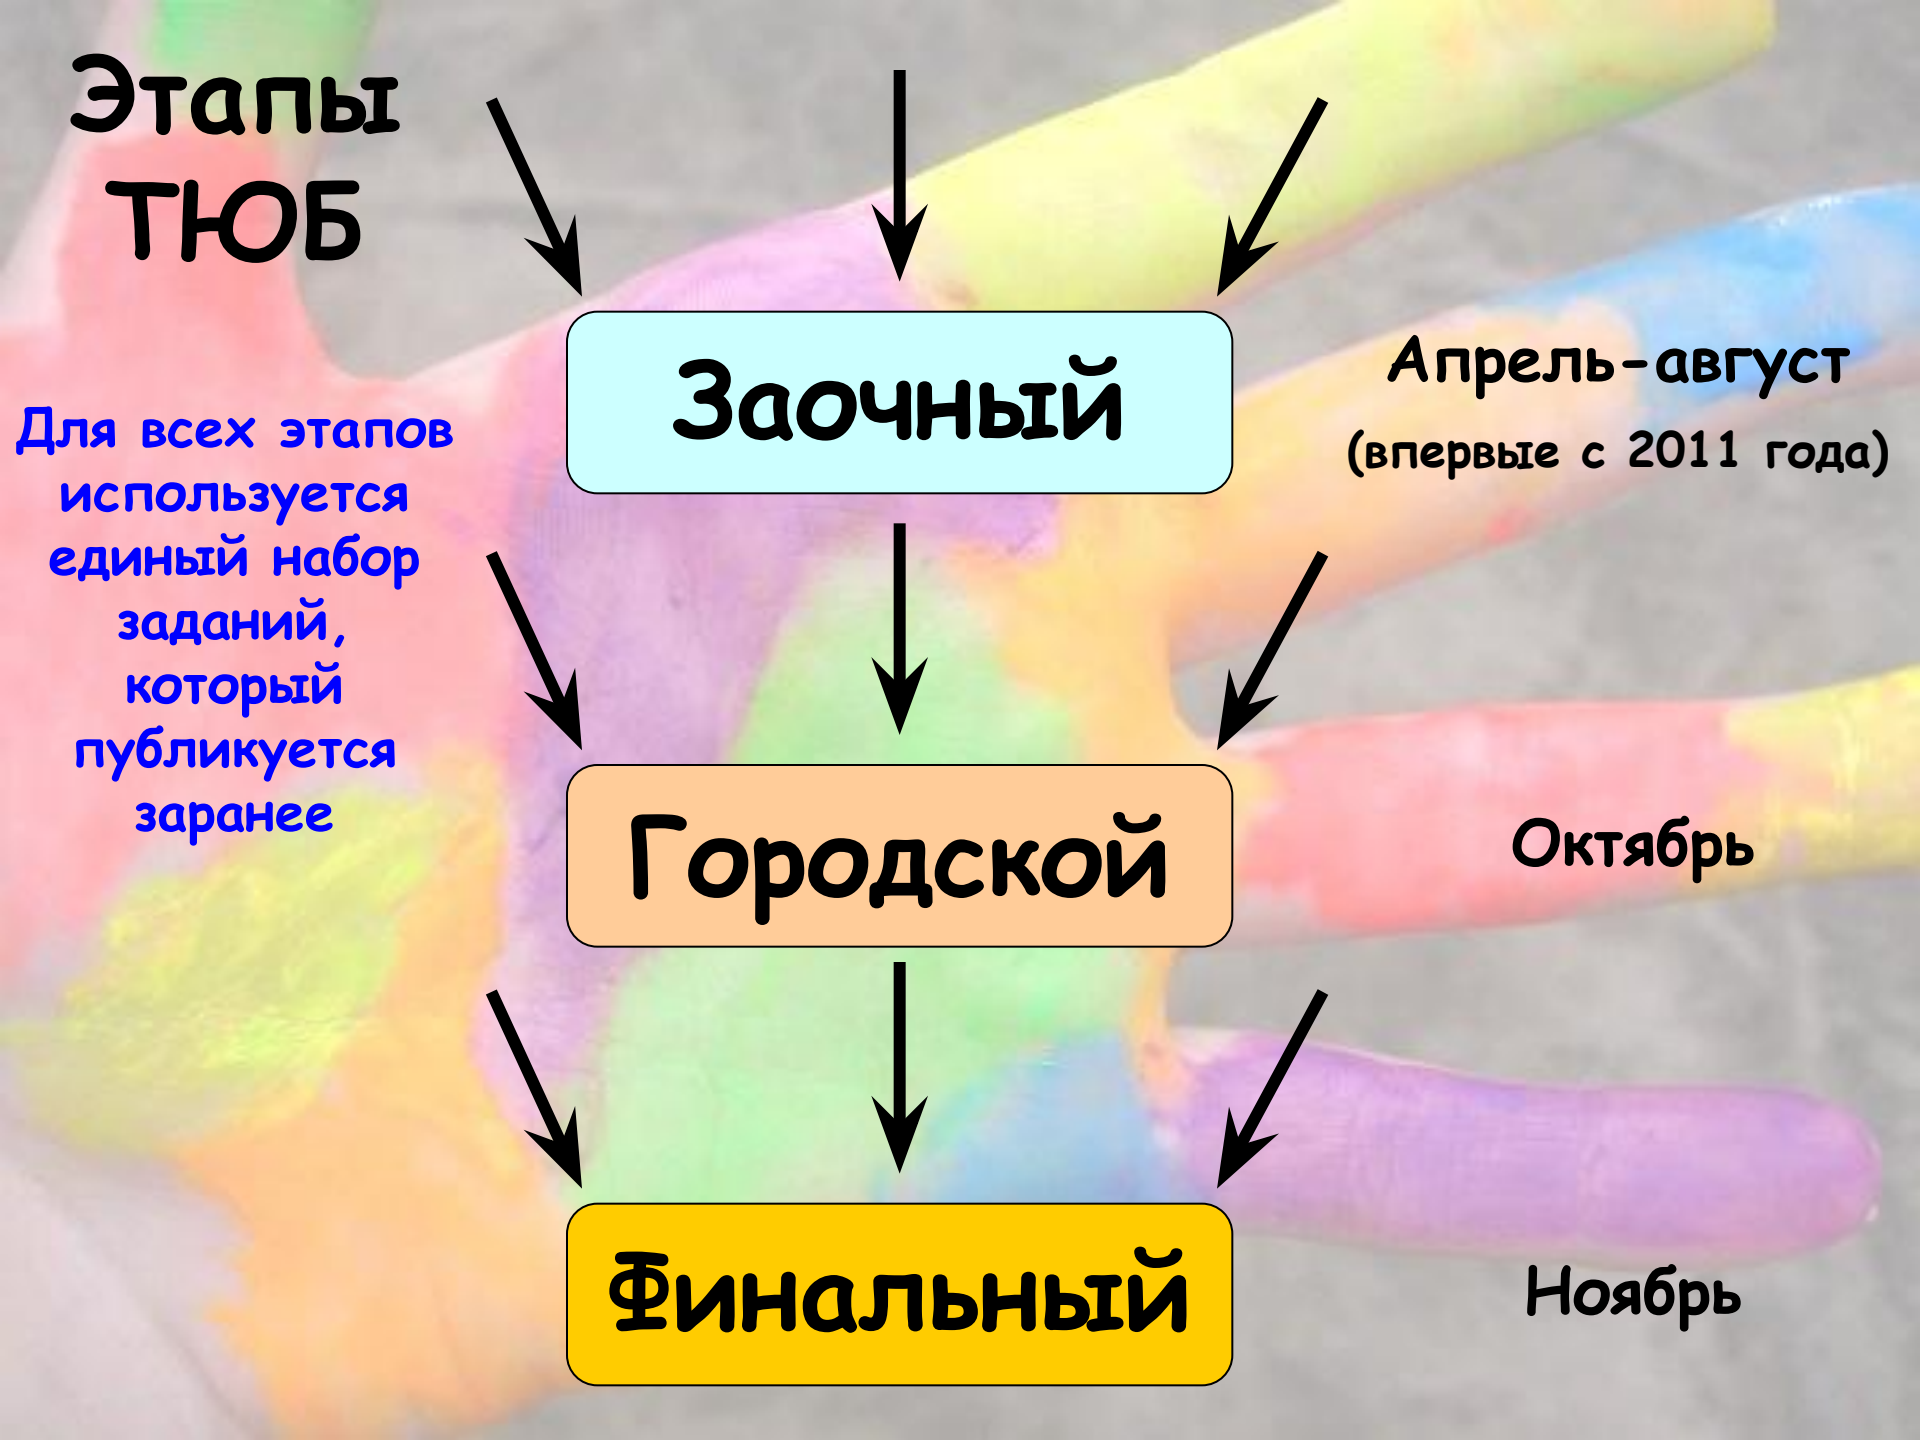 Этапы
ТЮБ
Для всех этапов
используется
единый набор
заданий,
который
публикуется
заранее
Заочный
Апрель-август
(впервые с 2011 года)
Городской
Октябрь
Финальный
Ноябрь